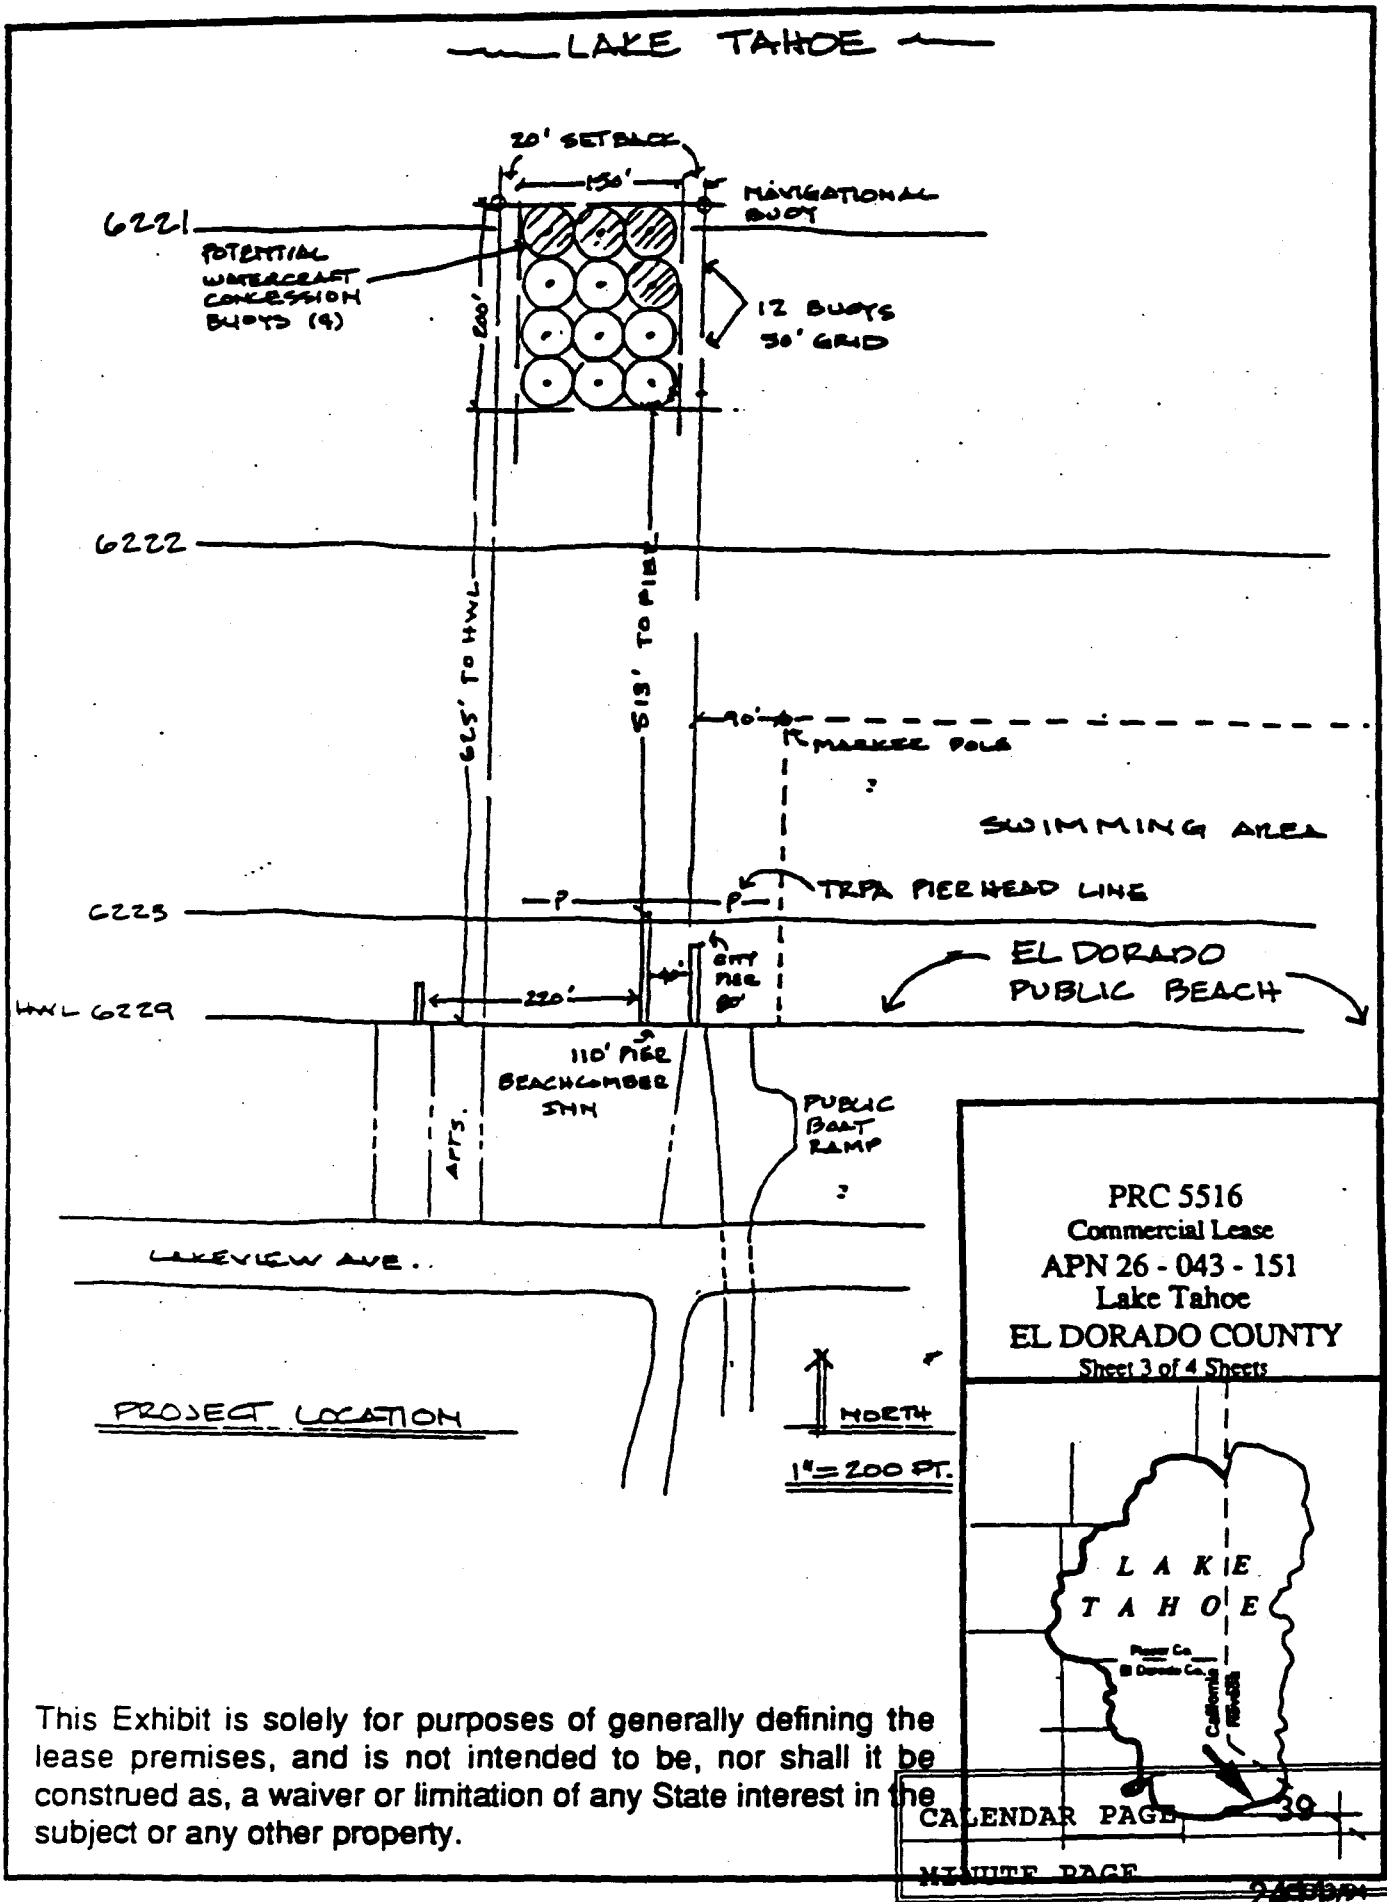 LAKE TAHOE
20' SETBACK
150'
NAVIGATIONAL
BUOY
6221
POTENTIAL
WATERCRAFT
CONCESSION
BUOYS (4)
200'
12 BUOYS
50' GRID
6222
625' TO HWL
513' TO PIER
90'
MARKER POLE
SWIMMING AREA
P
P
TRPA PIERHEAD LINE
6223
EL DORADO
PUBLIC BEACH
CITY
PIER
80'
220'
HWL 6229
110' PIER
BEACHCOMBER
INN
APTS.
PUBLIC
BOAT
RAMP
LAKEVIEW AVE.
PROJECT LOCATION
NORTH
1"=200 FT.
PRC 5516
Commercial Lease
APN 26 - 043 - 151
Lake Tahoe
EL DORADO COUNTY
Sheet 3 of 4 Sheets
LAKE
TAHOE
Placer Co.
El Dorado Co.
California
Nevada
This Exhibit is solely for purposes of generally defining the
lease premises, and is not intended to be, nor shall it be
construed as, a waiver or limitation of any State interest in the
subject or any other property.
CALENDAR PAGE 39
MINUTE PAGE